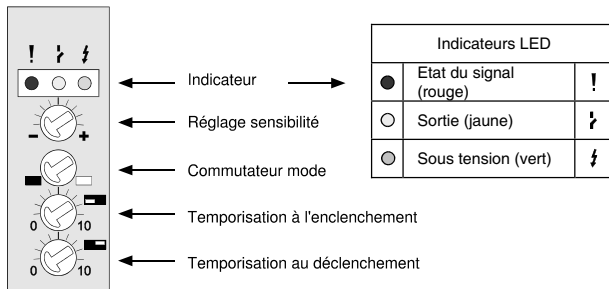 Indicateurs LED
Etat du signal
(rouge)
!
Sortie (jaune)
Sous tension (vert)
!
Indicateur
- +
Réglage sensibilité
Commutateur mode
0 10
Temporisation à l'enclenchement
0 10
Temporisation au déclenchement